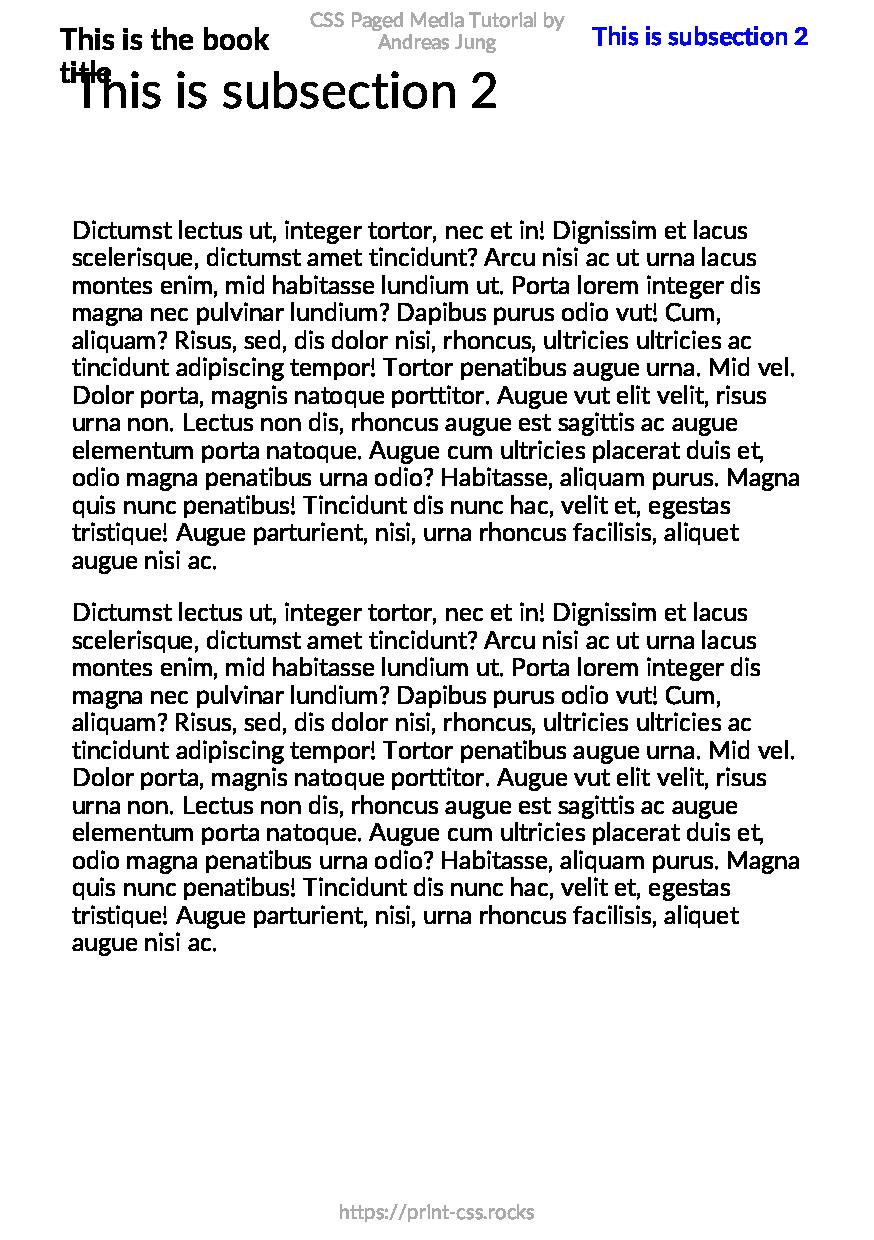 CSS Paged Media Tutorial by
Andreas Jung
This is the book
title
This is subsection 2
This is subsection 2
Dictumst lectus ut, integer tortor, nec et in! Dignissim et lacus
scelerisque, dictumst amet tincidunt? Arcu nisi ac ut urna lacus
montes enim, mid habitasse lundium ut. Porta lorem integer dis
magna nec pulvinar lundium? Dapibus purus odio vut! Cum,
aliquam? Risus, sed, dis dolor nisi, rhoncus, ultricies ultricies ac
tincidunt adipiscing tempor! Tortor penatibus augue urna. Mid vel.
Dolor porta, magnis natoque porttitor. Augue vut elit velit, risus
urna non. Lectus non dis, rhoncus augue est sagittis ac augue
elementum porta natoque. Augue cum ultricies placerat duis et,
odio magna penatibus urna odio? Habitasse, aliquam purus. Magna
quis nunc penatibus! Tincidunt dis nunc hac, velit et, egestas
tristique! Augue parturient, nisi, urna rhoncus facilisis, aliquet
augue nisi ac.
Dictumst lectus ut, integer tortor, nec et in! Dignissim et lacus
scelerisque, dictumst amet tincidunt? Arcu nisi ac ut urna lacus
montes enim, mid habitasse lundium ut. Porta lorem integer dis
magna nec pulvinar lundium? Dapibus purus odio vut! Cum,
aliquam? Risus, sed, dis dolor nisi, rhoncus, ultricies ultricies ac
tincidunt adipiscing tempor! Tortor penatibus augue urna. Mid vel.
Dolor porta, magnis natoque porttitor. Augue vut elit velit, risus
urna non. Lectus non dis, rhoncus augue est sagittis ac augue
elementum porta natoque. Augue cum ultricies placerat duis et,
odio magna penatibus urna odio? Habitasse, aliquam purus. Magna
quis nunc penatibus! Tincidunt dis nunc hac, velit et, egestas
tristique! Augue parturient, nisi, urna rhoncus facilisis, aliquet
augue nisi ac.
https://print-css.rocks